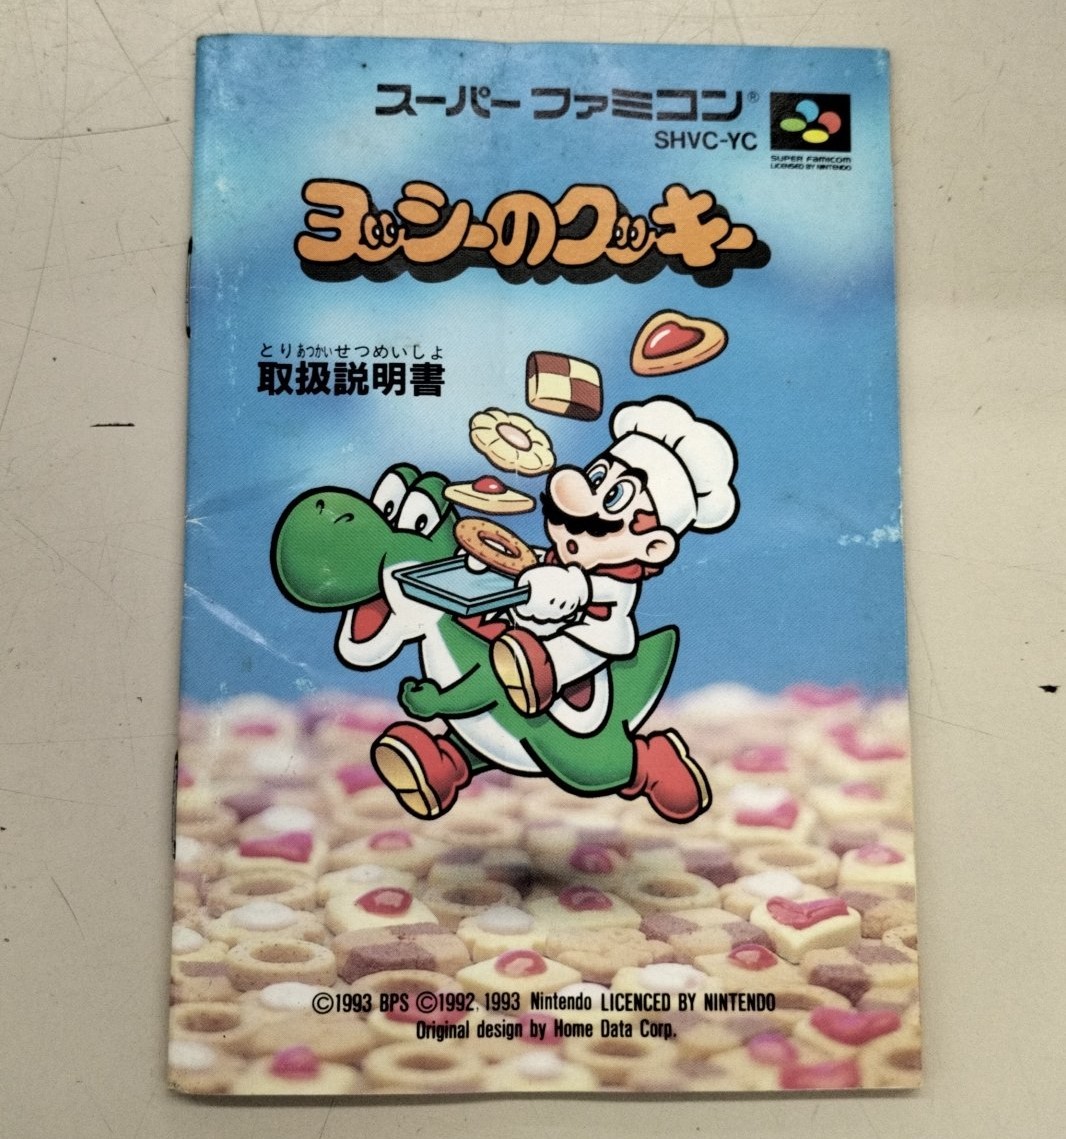 スーパーファミコン®
SHVC-YC
SUPER FAMICOM
LICENSED BY NINTENDO
ヨッシーのクッキー
とりあつかいせつめいしょ
取扱説明書
©1993 BPS ©1992, 1993 Nintendo LICENCED BY NINTENDO
Original design by Home Data Corp.